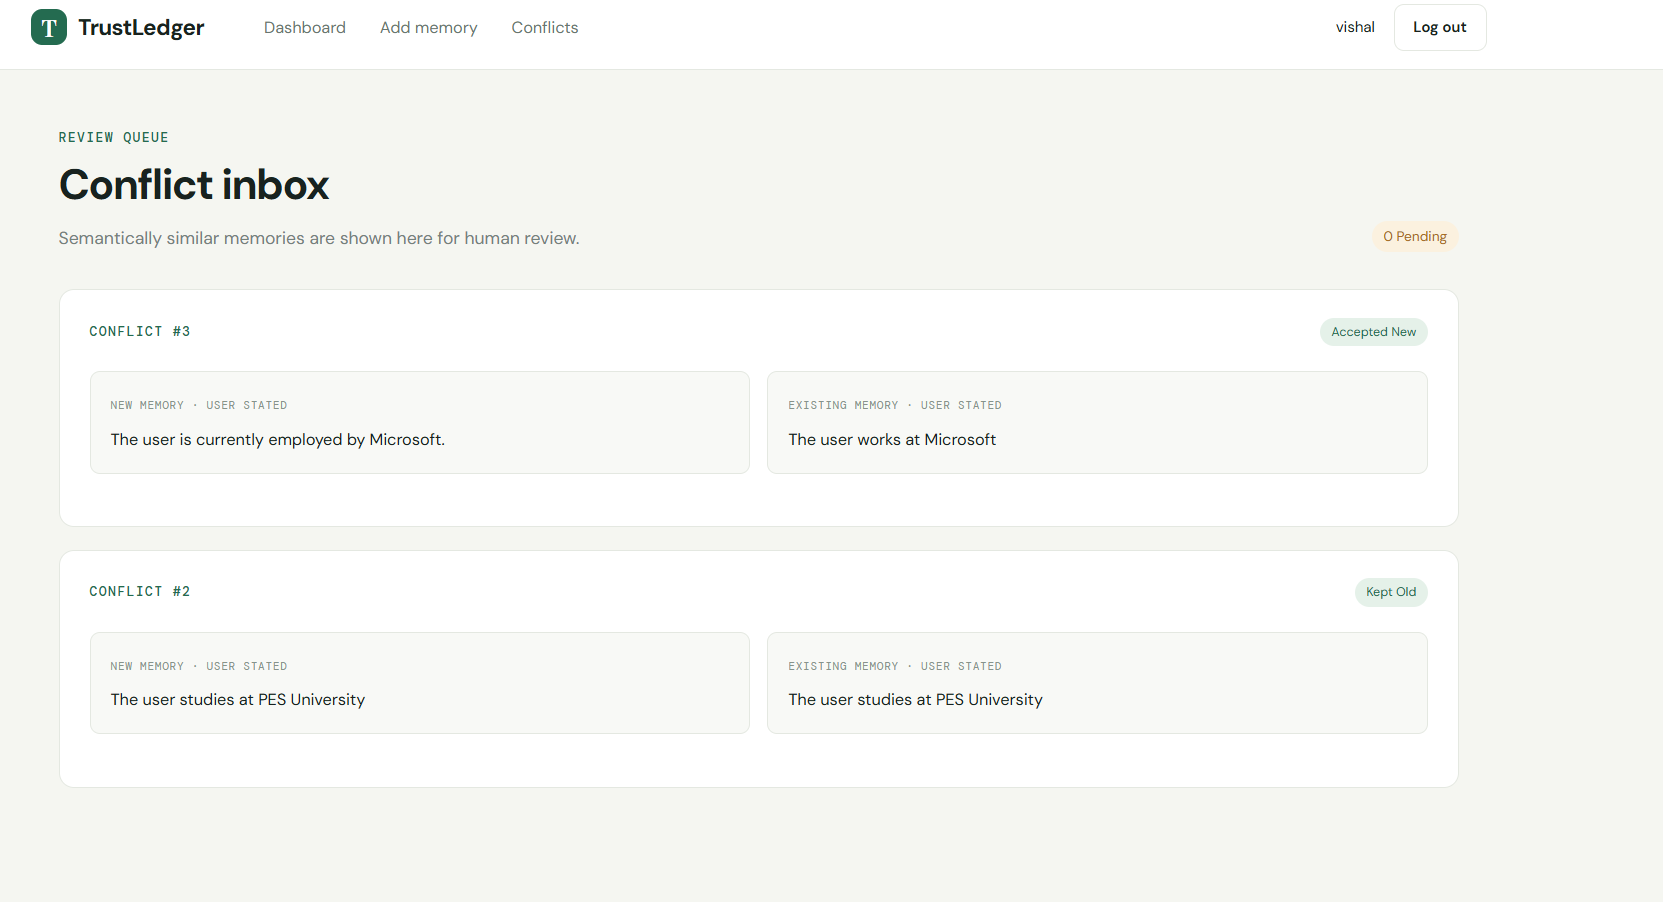 T TrustLedger Dashboard Add memory Conflicts vishal Log out
REVIEW QUEUE
Conflict inbox
Semantically similar memories are shown here for human review.
0 Pending
CONFLICT #3
Accepted New
NEW MEMORY · USER STATED
The user is currently employed by Microsoft.
EXISTING MEMORY · USER STATED
The user works at Microsoft
CONFLICT #2
Kept Old
NEW MEMORY · USER STATED
The user studies at PES University
EXISTING MEMORY · USER STATED
The user studies at PES University